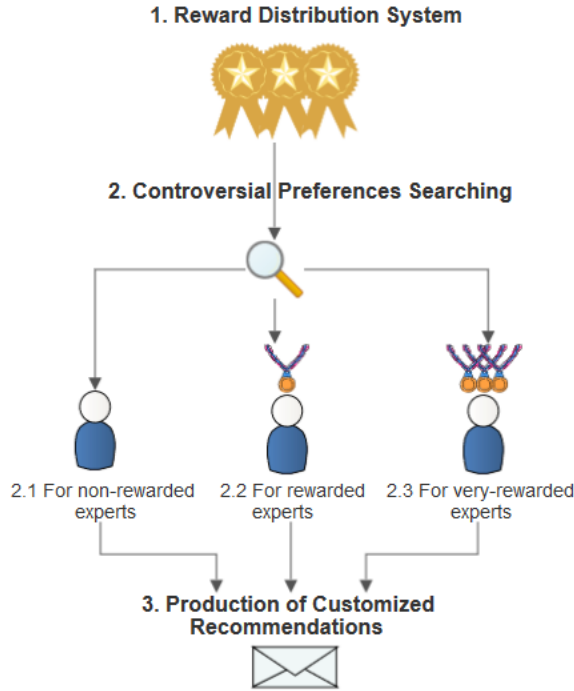 1. Reward Distribution System
2. Controversial Preferences Searching
2.1 For non-rewarded
experts
2.2 For rewarded
experts
2.3 For very-rewarded
experts
3. Production of Customized
Recommendations